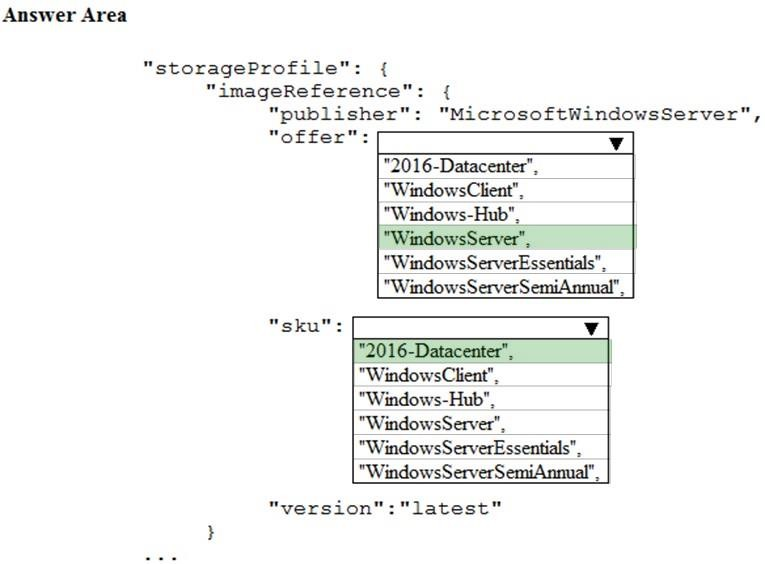 Answer Area
"storageProfile": {
"imageReference": {
"publisher": "MicrosoftWindowsServer",
"offer":
"2016-Datacenter",
"WindowsClient",
"Windows-Hub",
"WindowsServer",
"WindowsServerEssentials",
"WindowsServerSemiAnnual",
"sku":
"2016-Datacenter",
"WindowsClient",
"Windows-Hub",
"WindowsServer",
"WindowsServerEssentials",
"WindowsServerSemiAnnual",
"version":"latest"
}
...